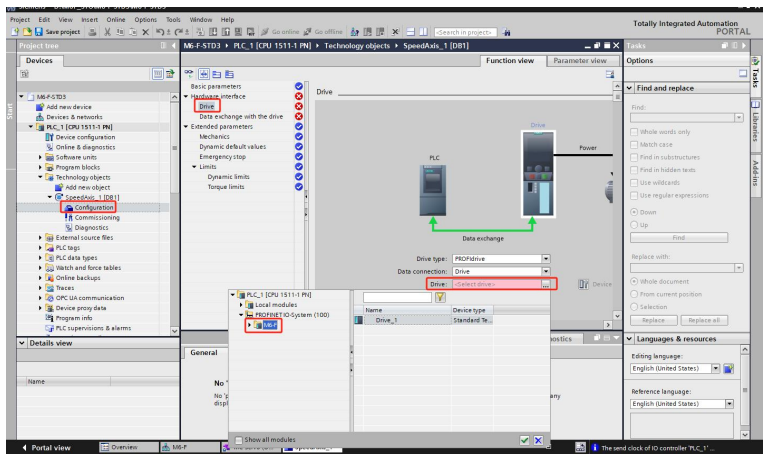 Project Edit View Insert Online Options Tools Window Help
Totally Integrated Automation
PORTAL
Save project
Go online
Go offline
<Search in project>
Project tree
M6-F-STD3 ▸ PLC_1 [CPU 1511-1 PN] ▸ Technology objects ▸ SpeedAxis_1 [DB1]
Tasks
Devices
Function view
Parameter view
Options
M6-F-STD3
Add new device
Devices & networks
PLC_1 [CPU 1511-1 PN]
Device configuration
Online & diagnostics
Software units
Program blocks
Technology objects
Add new object
SpeedAxis_1 [DB1]
Configuration
Commissioning
Diagnostics
External source files
PLC tags
PLC data types
Watch and force tables
Online backups
Traces
OPC UA communication
Device proxy data
Program info
PLC supervisions & alarms
Details view
Name
Start
Basic parameters
Hardware interface
Drive
Data exchange with the drive
Extended parameters
Mechanics
Dynamic default values
Emergency stop
Limits
Dynamic limits
Torque limits
Drive
Drive
PLC
Power
Data exchange
Drive type: PROFIdrive
Data connection: Drive
Drive: <Select drive>
Device
PLC_1 [CPU 1511-1 PN]
Local modules
PROFINET IO-System (100)
M6-F
Name
Device type
Drive_1
Standard Te...
Show all modules
General
No '
No 'p
displ
any
Find and replace
Find:
Whole words only
Match case
Find in substructures
Find in hidden texts
Use wildcards
Use regular expressions
Down
Up
Find
Replace with:
Whole document
From current position
Selection
Replace
Replace all
Languages & resources
Editing language:
English (United States)
Reference language:
English (United States)
Tasks
Libraries
Add-ins
Portal view
Overview
M6-F
The send clock of IO controller 'PLC_1' ...